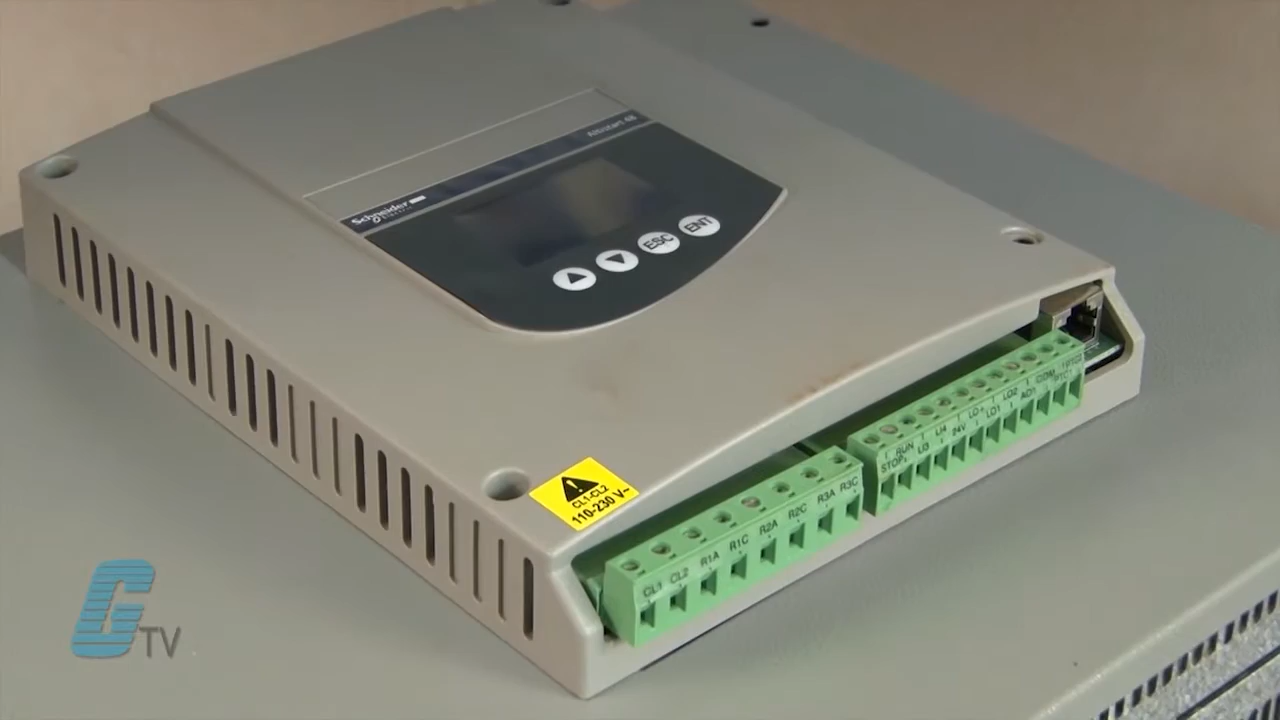 Schneider
Electric
Altistart 48
ESC
ENT
CL1-CL2
110-230 V~
CL1 CL2 R1A R1C R2A R2C R3A R3C
RUN LI4 LO+ LO2 COM
STOP LI3 24V LO1 AO1
G TV